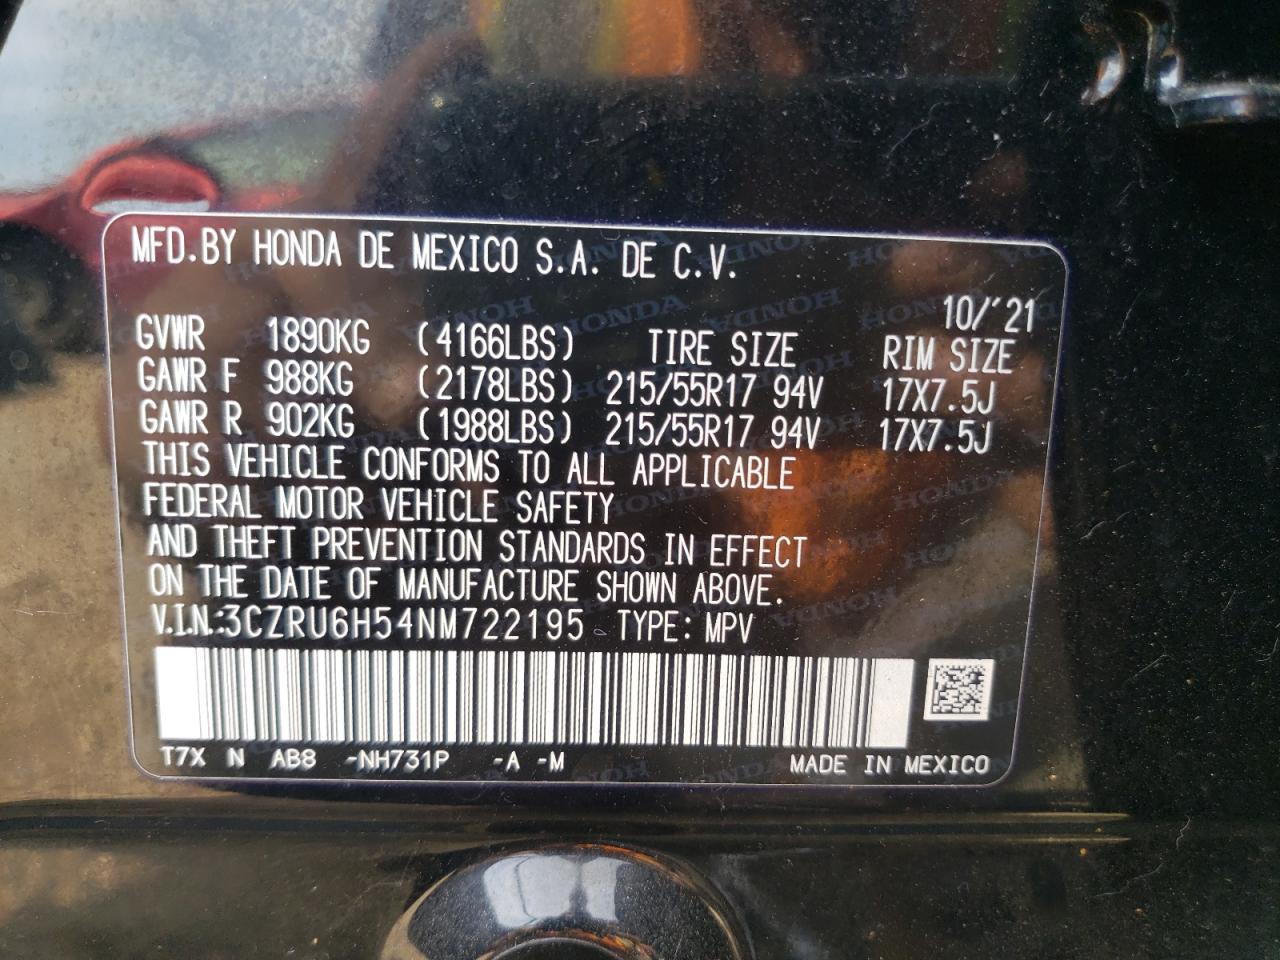 MFD.BY HONDA DE MEXICO S.A. DE C.V.
10/'21
GVWR 1890KG (4166LBS) TIRE SIZE RIM SIZE
GAWR F 988KG (2178LBS) 215/55R17 94V 17X7.5J
GAWR R 902KG (1988LBS) 215/55R17 94V 17X7.5J
THIS VEHICLE CONFORMS TO ALL APPLICABLE
FEDERAL MOTOR VEHICLE SAFETY
AND THEFT PREVENTION STANDARDS IN EFFECT
ON THE DATE OF MANUFACTURE SHOWN ABOVE.
V.I.N.:3CZRU6H54NM722195 TYPE: MPV
T7X N AB8 -NH731P -A -M MADE IN MEXICO